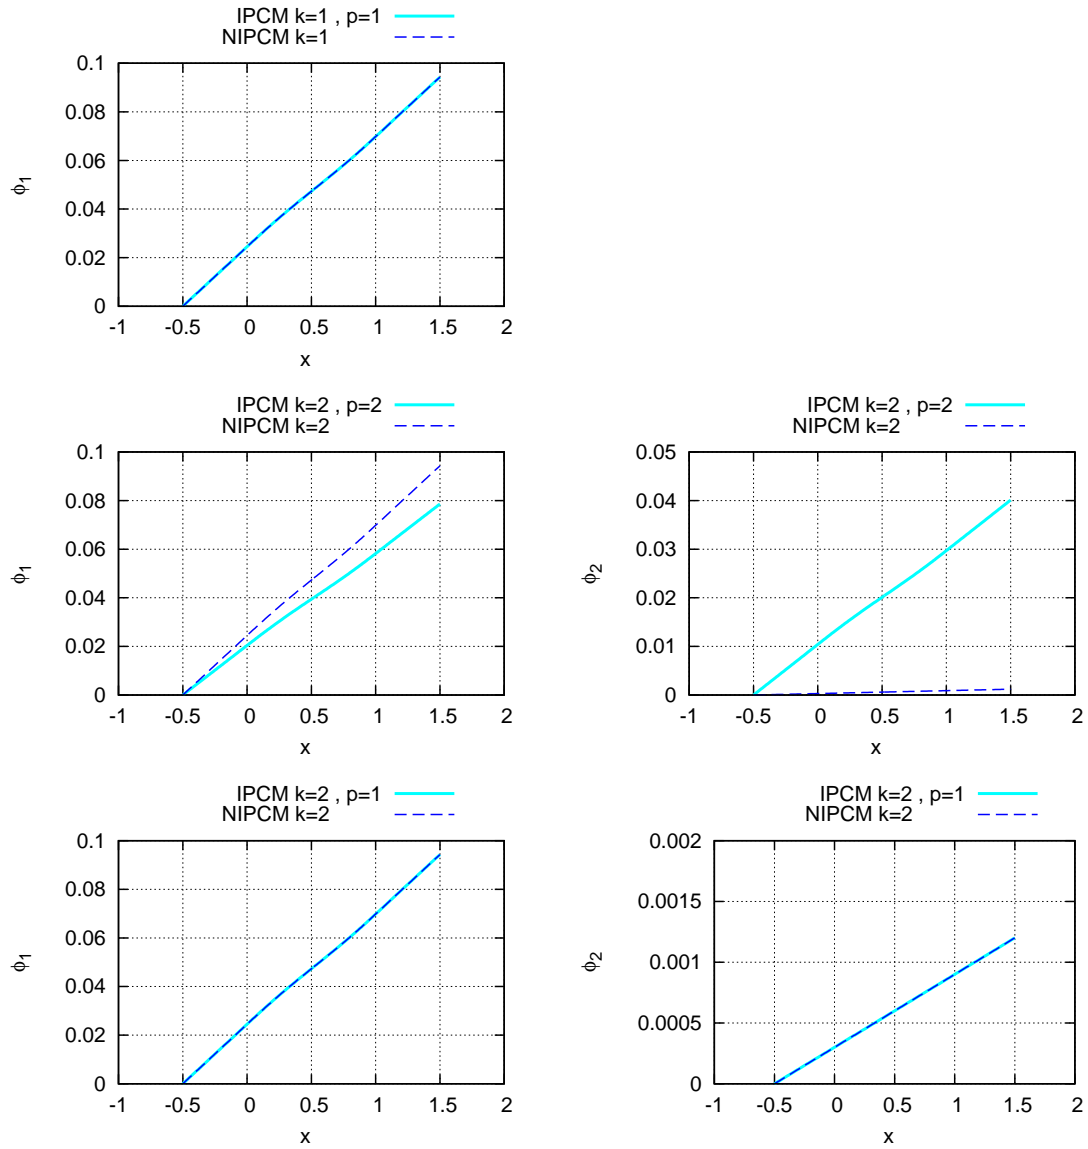 IPCM k=1 , p=1
NIPCM k=1
0.1
0.08
0.06
0.04
0.02
0
ϕ1
-1 -0.5 0 0.5 1 1.5 2
x
IPCM k=2 , p=2
NIPCM k=2
0.1
0.08
0.06
0.04
0.02
0
ϕ1
-1 -0.5 0 0.5 1 1.5 2
x
IPCM k=2 , p=2
NIPCM k=2
0.05
0.04
0.03
0.02
0.01
0
ϕ2
-1 -0.5 0 0.5 1 1.5 2
x
IPCM k=2 , p=1
NIPCM k=2
0.1
0.08
0.06
0.04
0.02
0
ϕ1
-1 -0.5 0 0.5 1 1.5 2
x
IPCM k=2 , p=1
NIPCM k=2
0.002
0.0015
0.001
0.0005
0
ϕ2
-1 -0.5 0 0.5 1 1.5 2
x